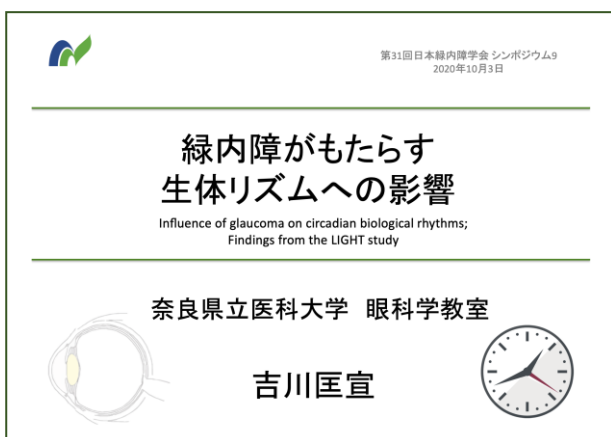 第31回日本緑内障学会 シンポジウム9
2020年10月3日
緑内障がもたらす
生体リズムへの影響
Influence of glaucoma on circadian biological rhythms;
Findings from the LIGHT study
奈良県立医科大学 眼科学教室
吉川匡宣